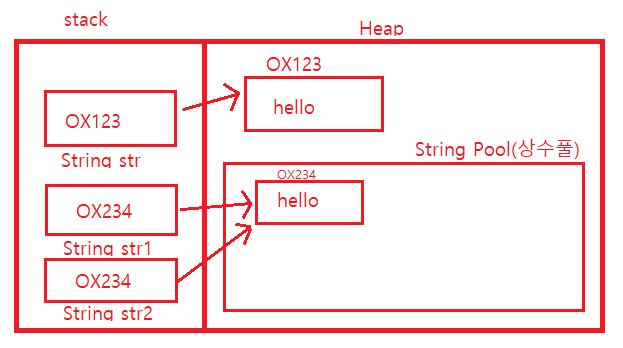 stack
Heap
OX123
OX123
hello
String str
String Pool(상수풀)
OX234
OX234
hello
String str1
OX234
String str2